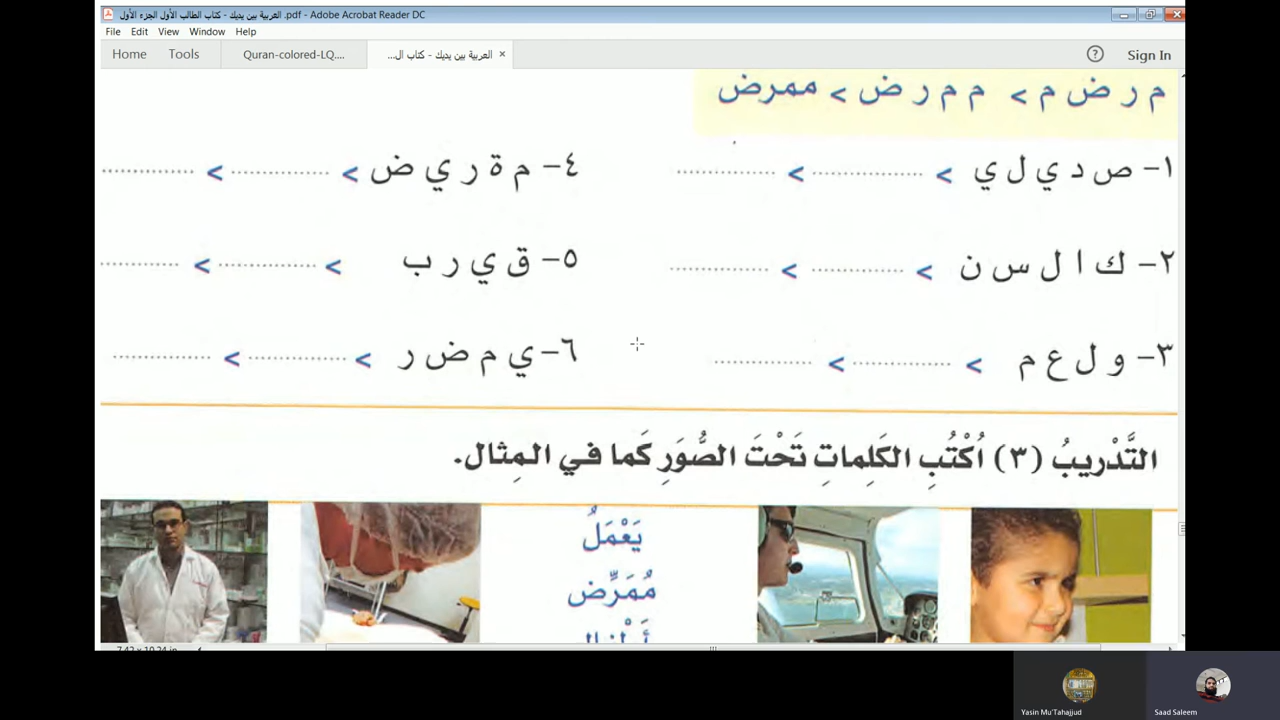 العربية بين يديك - كتاب الطالب الأول الجزء الأول.pdf - Adobe Acrobat Reader DC
File Edit View Window Help
Home Tools Quran-colored-LQ.... العربية بين يديك - كتاب ال... × ? Sign In
م ر ض م > م م ر ض > ممرض
١- ص د ي ل ي > .................. > ..................
٤- م ة ر ي ض > .................. > ..................
٢- ك ا ل س ن > .................. > ..................
٥- ق ي ر ب > .................. > ..................
٣- و ل ع م > .................. > ..................
٦- ي م ض ر > .................. > ..................
التَّدْريبُ (٣) اُكْتُبِ الكَلِماتِ تَحْتَ الصُّوَرِ كَما في المِثال.
يَعْمَلُ
مُمَرِّض
Yasin Mu'Tahajjud
Saad Saleem